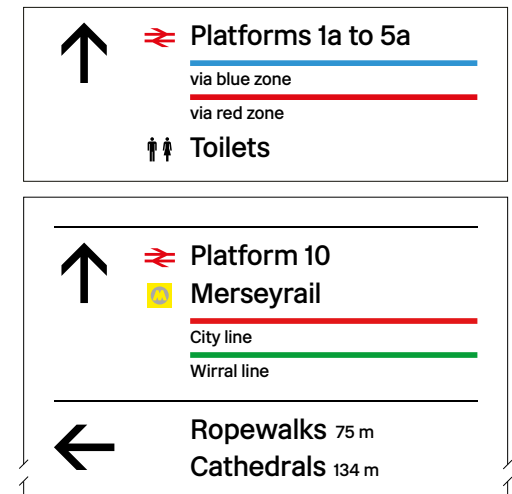 Platforms 1a to 5a
via blue zone
via red zone
Toilets
Platform 10
M
Merseyrail
City line
Wirral line
Ropewalks 75 m
Cathedrals 134 m